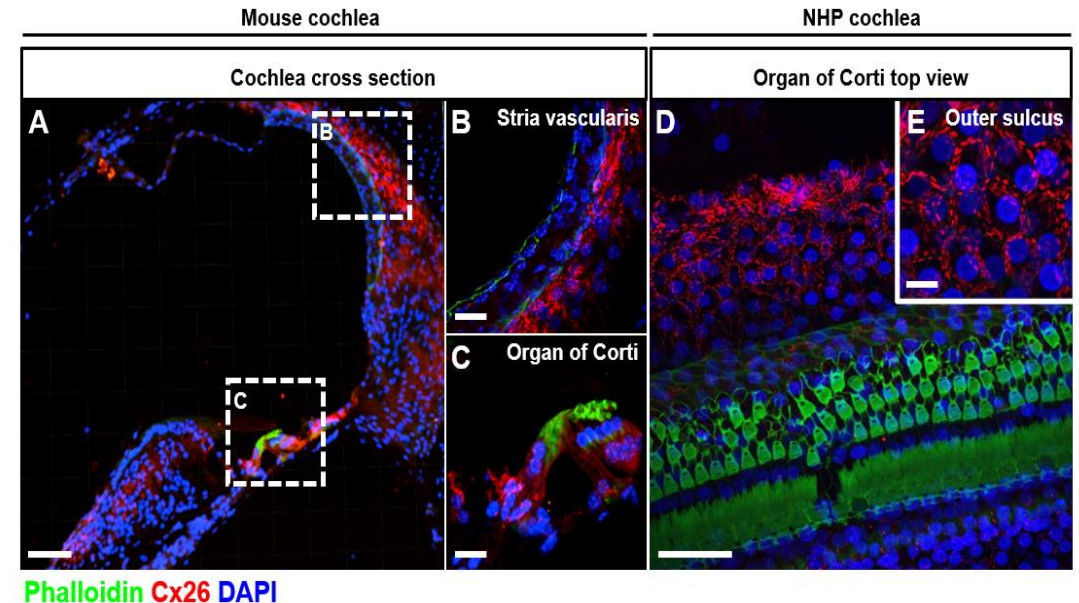 Mouse cochlea
NHP cochlea
Cochlea cross section
Organ of Corti top view
A
B
B
Stria vascularis
D
E
Outer sulcus
C
C
Organ of Corti
Phalloidin Cx26 DAPI